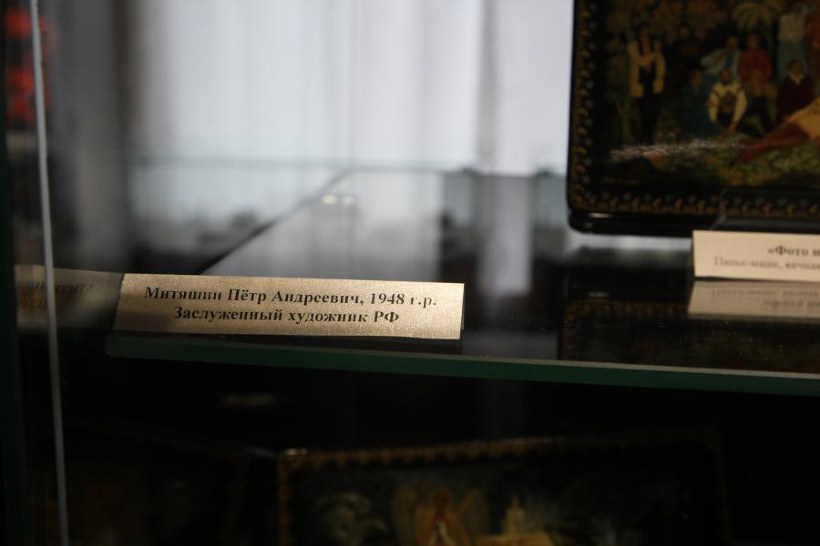 Митяшин Пётр Андреевич, 1948 г.р.
Заслуженный художник РФ
«Фото
Папье-маше,